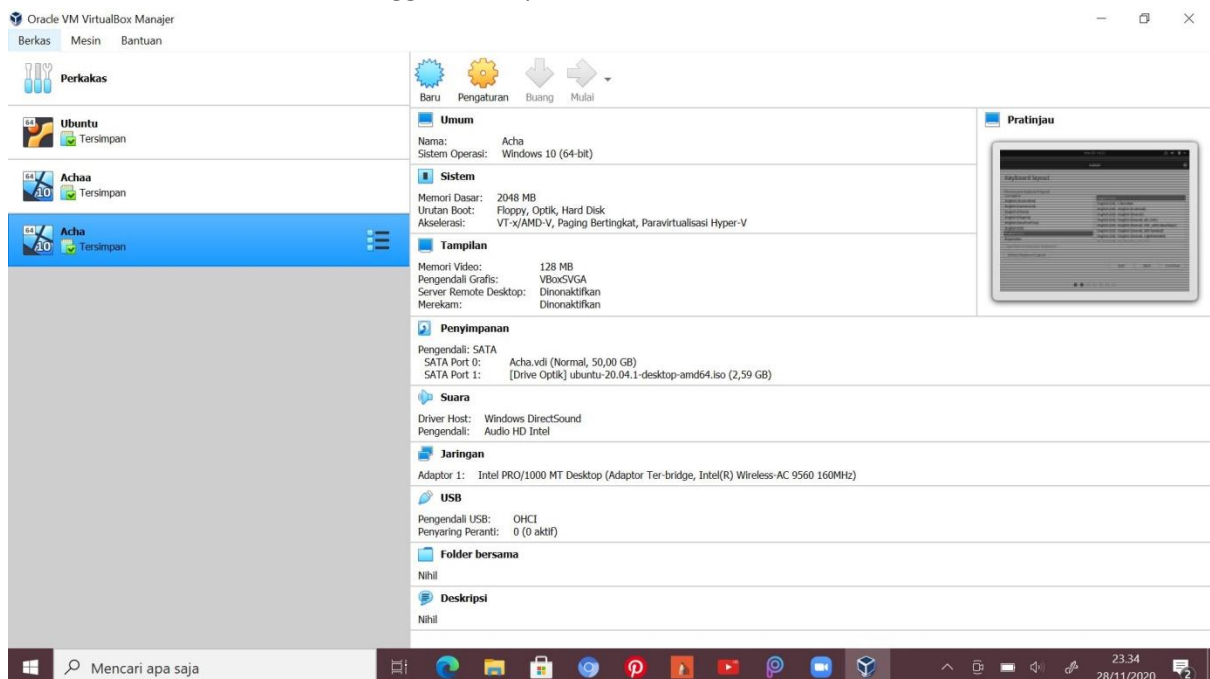 Oracle VM VirtualBox Manajer
Berkas Mesin Bantuan
Perkakas
Baru Pengaturan Buang Mulai
64 Ubuntu
Tersimpan
64 10 Achaa
Tersimpan
64 10 Acha
Tersimpan
Umum
Nama: Acha
Sistem Operasi: Windows 10 (64-bit)
Pratinjau
Keyboard layout
Sistem
Memori Dasar: 2048 MB
Urutan Boot: Floppy, Optik, Hard Disk
Akselerasi: VT-x/AMD-V, Paging Bertingkat, Paravirtualisasi Hyper-V
Tampilan
Memori Video: 128 MB
Pengendali Grafis: VBoxSVGA
Server Remote Desktop: Dinonaktifkan
Merekam: Dinonaktifkan
Penyimpanan
Pengendali: SATA
SATA Port 0: Acha.vdi (Normal, 50,00 GB)
SATA Port 1: [Drive Optik] ubuntu-20.04.1-desktop-amd64.iso (2,59 GB)
Suara
Driver Host: Windows DirectSound
Pengendali: Audio HD Intel
Jaringan
Adaptor 1: Intel PRO/1000 MT Desktop (Adaptor Ter-bridge, Intel(R) Wireless-AC 9560 160MHz)
USB
Pengendali USB: OHCI
Penyaring Peranti: 0 (0 aktif)
Folder bersama
Nihil
Deskripsi
Nihil
Mencari apa saja
23.34
28/11/2020
2